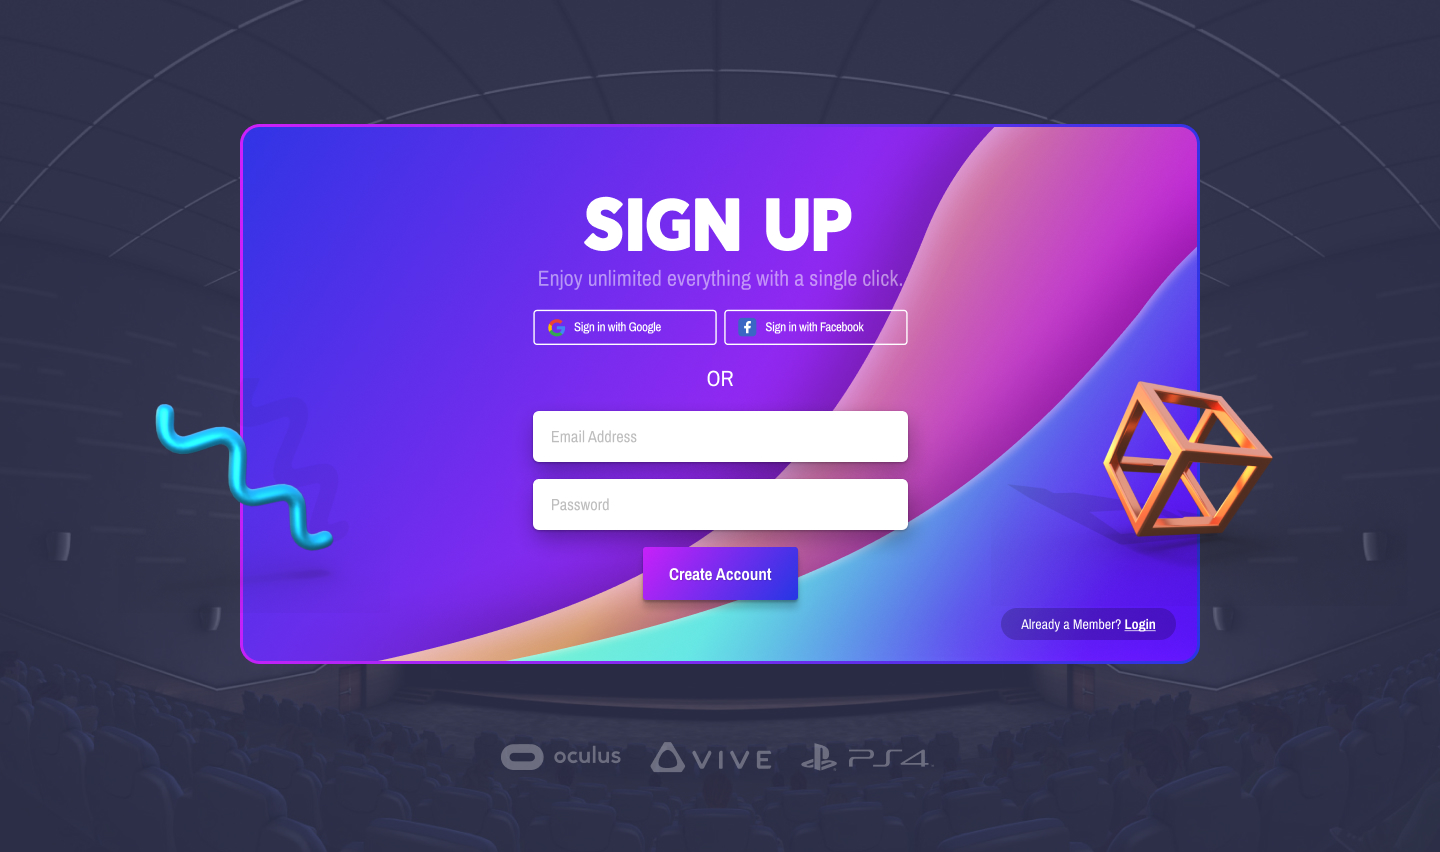 SIGN UP
Enjoy unlimited everything with a single click.
Sign in with Google
Sign in with Facebook
OR
Email Address
Password
Create Account
Already a Member? Login
oculus
VIVE
PS4